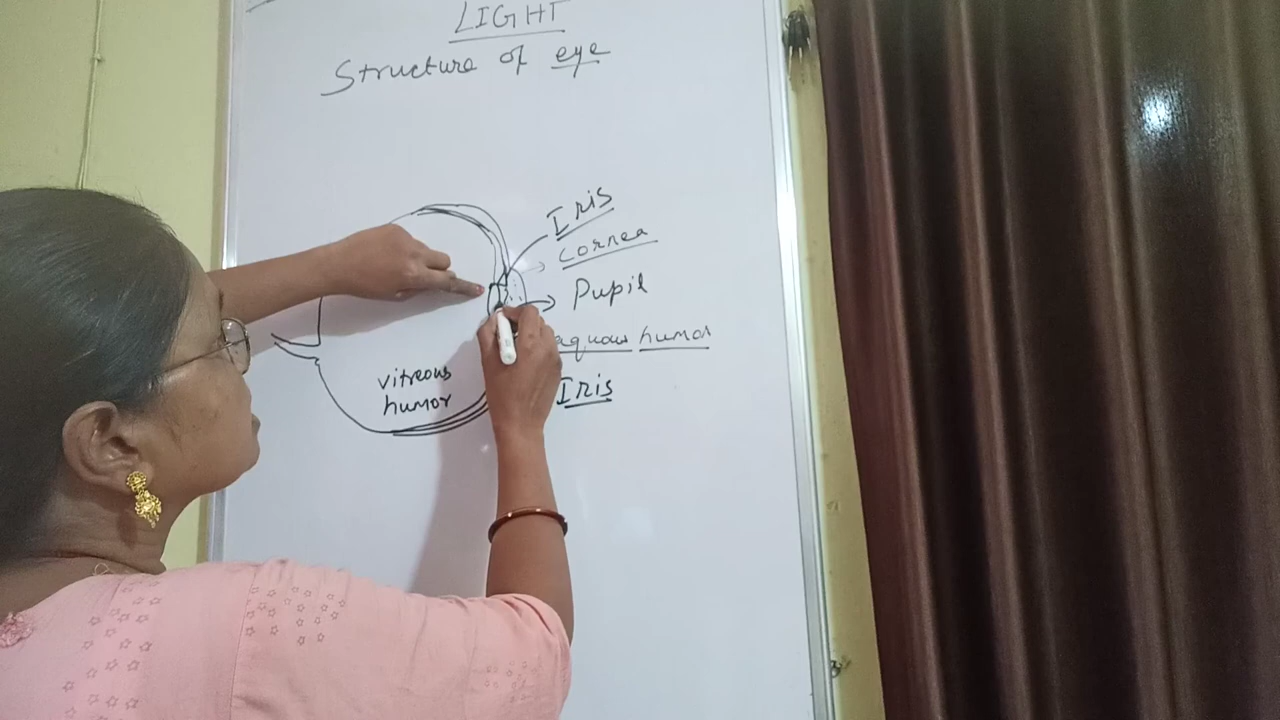 LIGHT
Structure of eye
Iris
cornea
Pupil
aquous humor
vitreous
humor
Iris